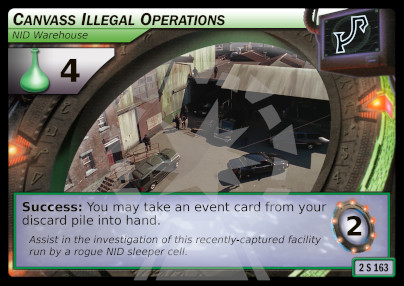 CANVASS ILLEGAL OPERATIONS
NID Warehouse
4
Success: You may take an event card from your
discard pile into hand.
2
Assist in the investigation of this recently-captured facility
run by a rogue NID sleeper cell.
2 S 163